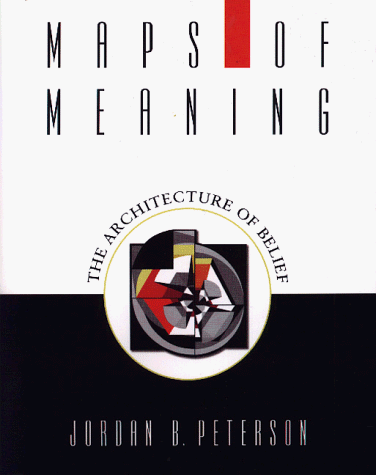 MAPS OF
MEANING
THE ARCHITECTURE OF BELIEF
JORDAN B. PETERSON